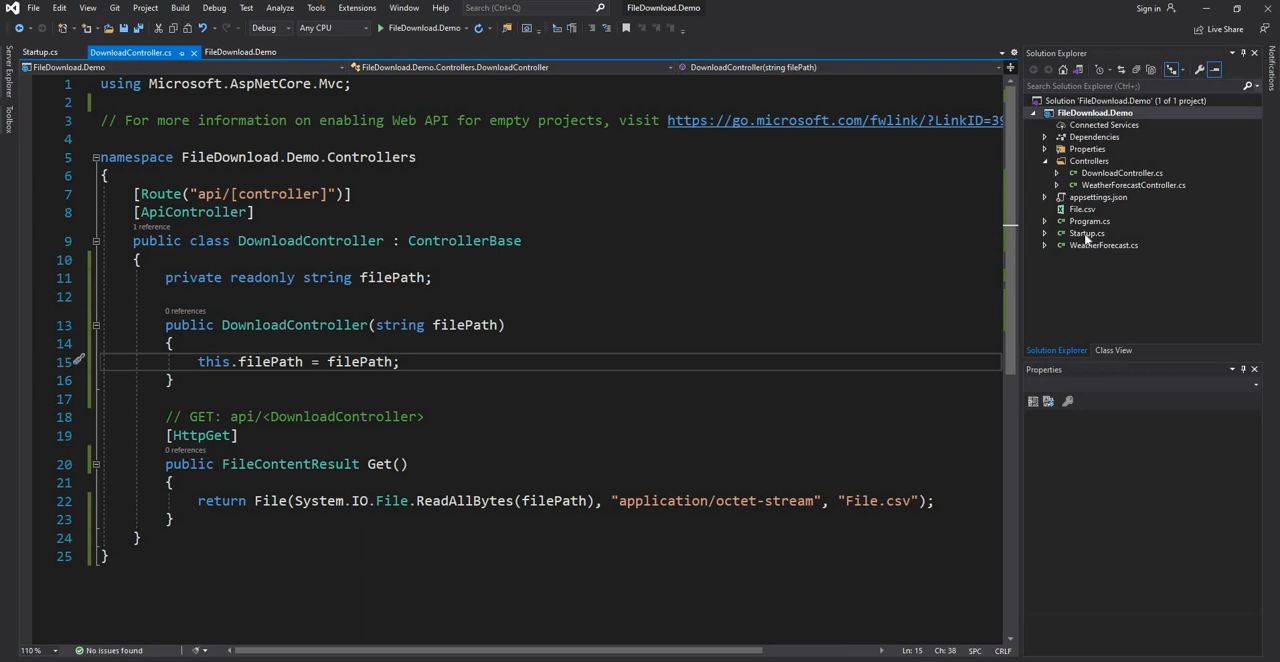 File Edit View Git Project Build Debug Test Analyze Tools Extensions Window Help Search (Ctrl+Q) FileDownload.Demo Sign in
Debug Any CPU FileDownload.Demo Live Share
Startup.cs DownloadController.cs FileDownload.Demo
FileDownload.Demo FileDownload.Demo.Controllers.DownloadController DownloadController(string filePath)
Server Explorer
Toolbox
1 using Microsoft.AspNetCore.Mvc;
2
3 // For more information on enabling Web API for empty projects, visit https://go.microsoft.com/fwlink/?LinkID=39
4
5 namespace FileDownload.Demo.Controllers
6 {
7 [Route("api/[controller]")]
8 [ApiController]
1 reference
9 public class DownloadController : ControllerBase
10 {
11 private readonly string filePath;
12
0 references
13 public DownloadController(string filePath)
14 {
15 this.filePath = filePath;
16 }
17
18 // GET: api/<DownloadController>
19 [HttpGet]
0 references
20 public FileContentResult Get()
21 {
22 return File(System.IO.File.ReadAllBytes(filePath), "application/octet-stream", "File.csv");
23 }
24 }
25 }
110 % No issues found Ln: 15 Ch: 38 SPC CRLF
Solution Explorer
Search Solution Explorer (Ctrl+;)
Solution 'FileDownload.Demo' (1 of 1 project)
FileDownload.Demo
Connected Services
Dependencies
Properties
Controllers
DownloadController.cs
WeatherForecastController.cs
appsettings.json
File.csv
Program.cs
Startup.cs
WeatherForecast.cs
Solution Explorer Class View
Properties
Notifications